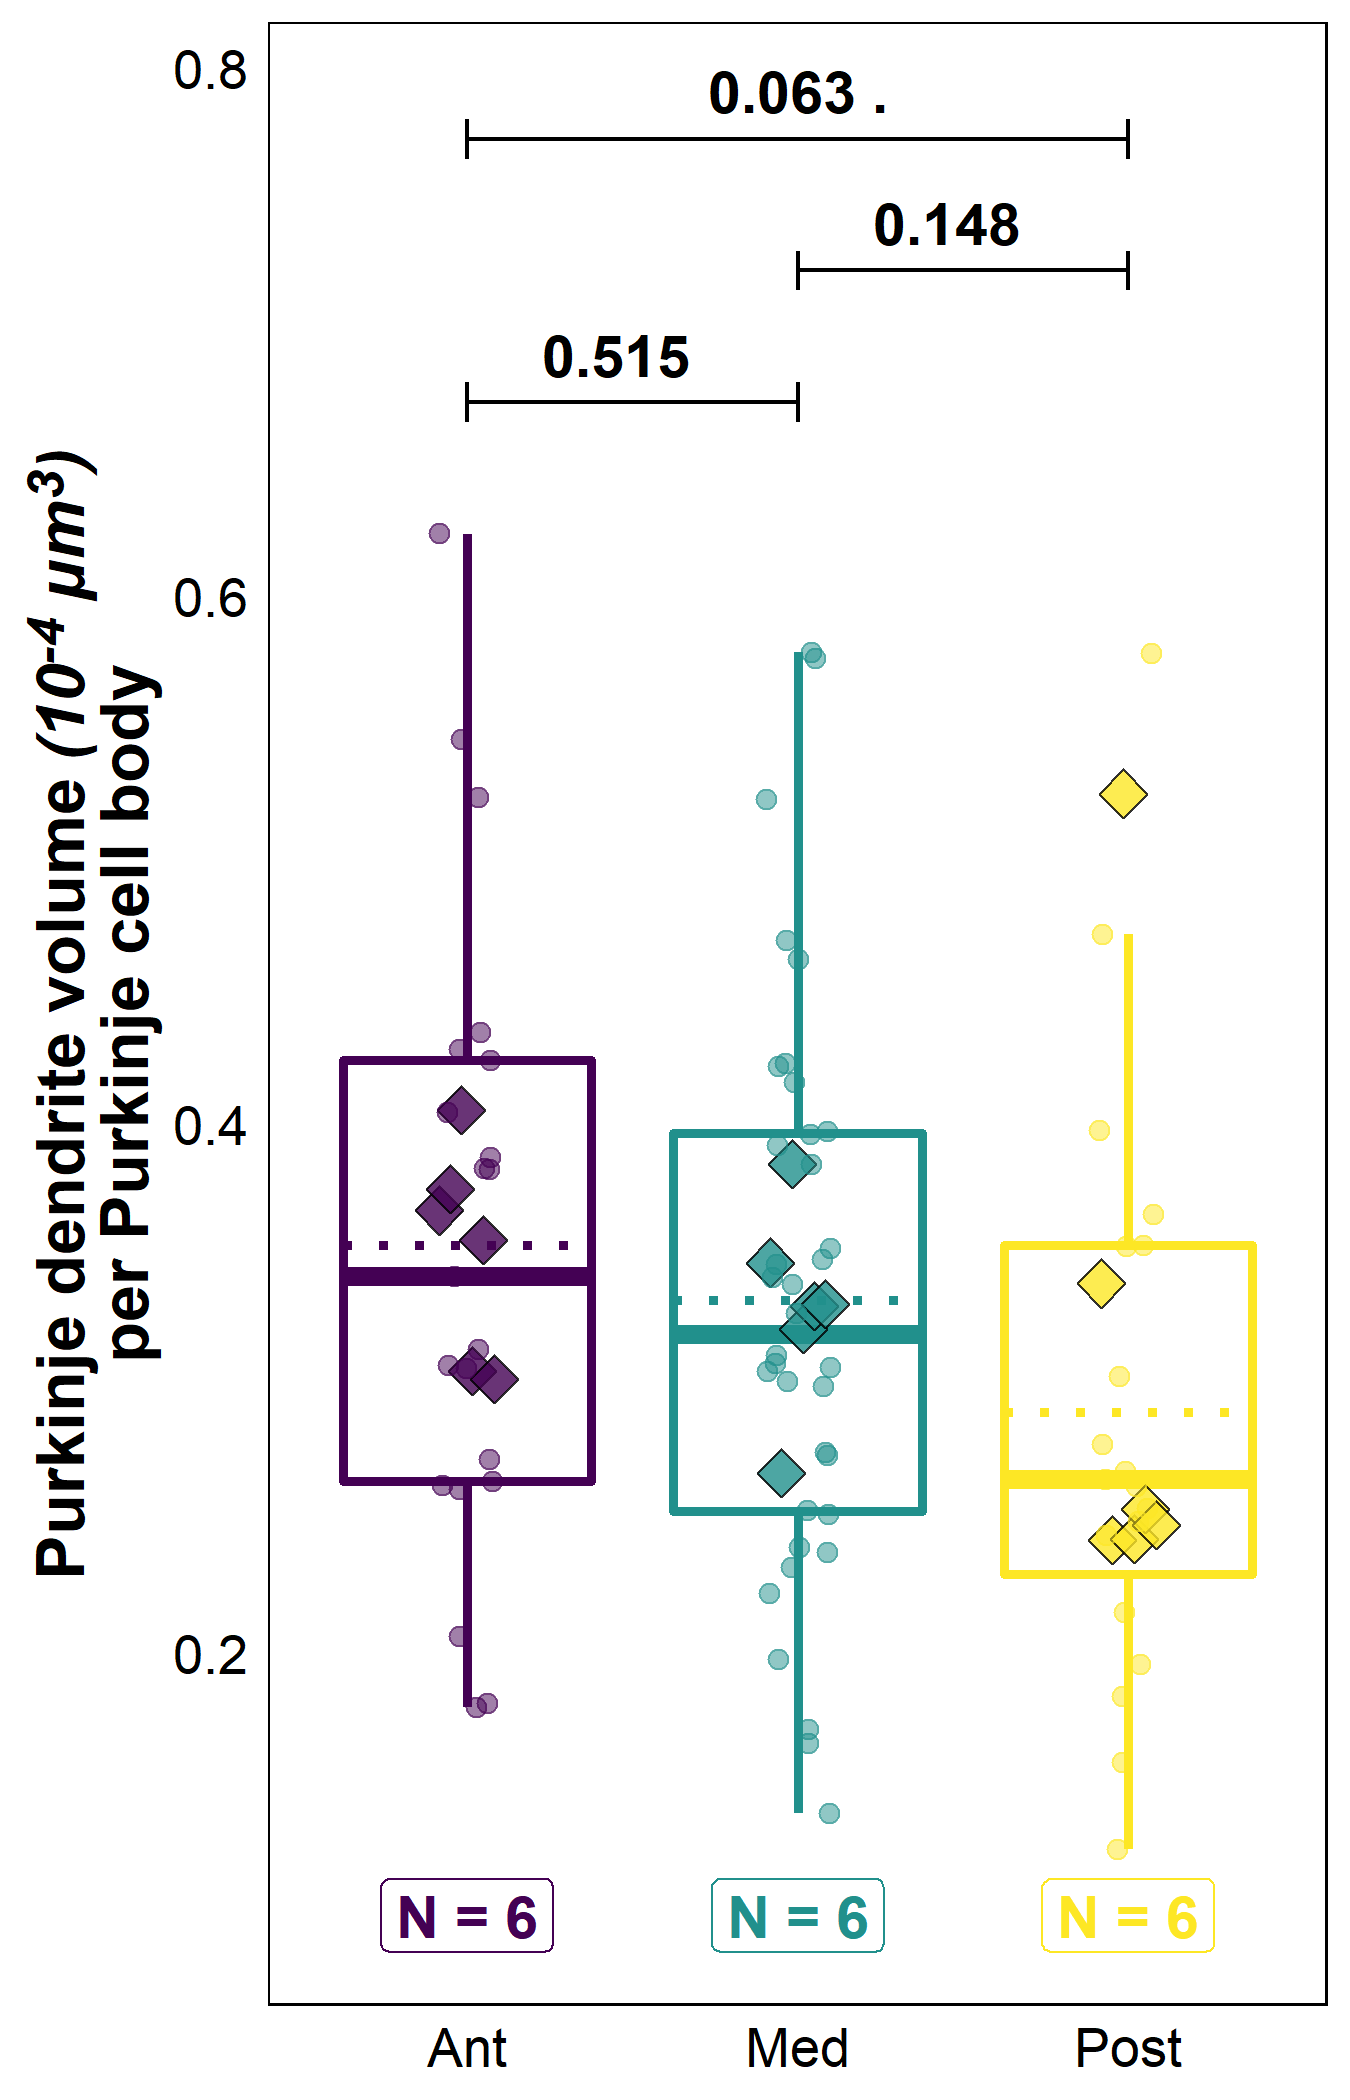 Purkinje dendrite volume (10⁻⁴ µm³)
per Purkinje cell body
0.8
0.6
0.4
0.2
0.063 .
0.148
0.515
N = 6
N = 6
N = 6
Ant
Med
Post